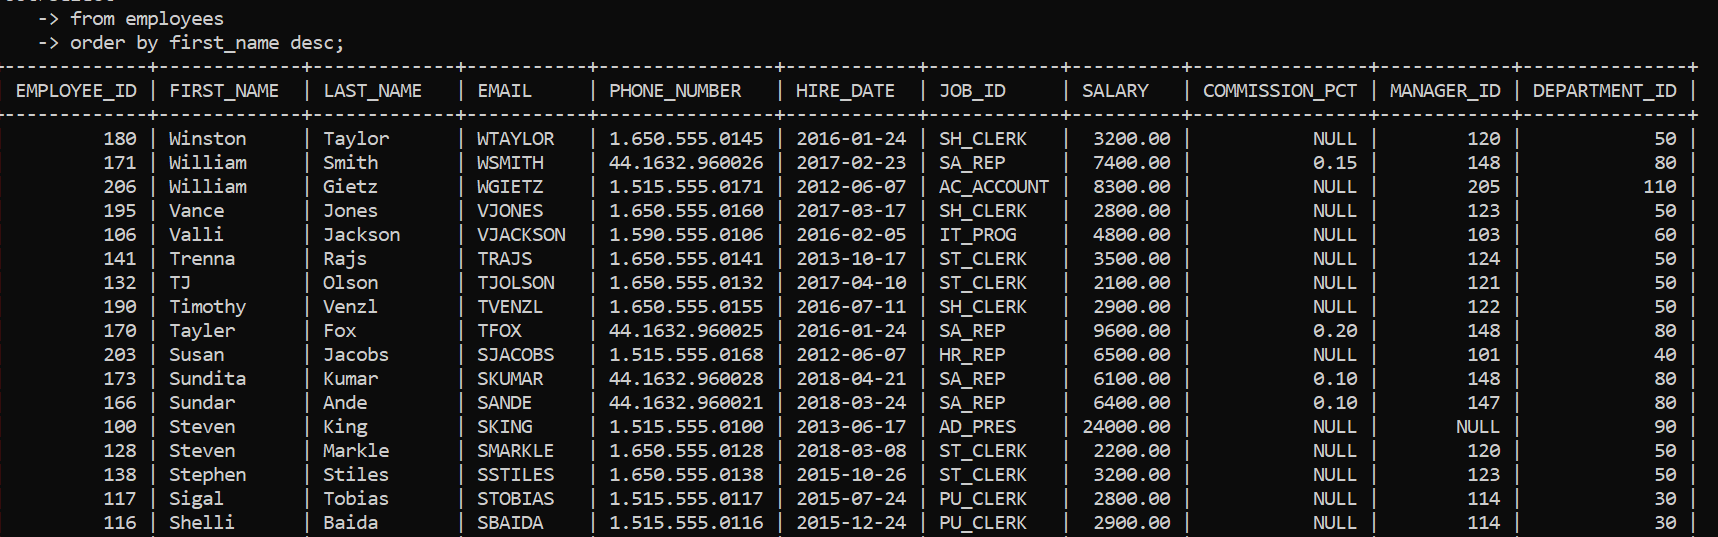 -> from employees
-> order by first_name desc;
EMPLOYEE_ID | FIRST_NAME | LAST_NAME | EMAIL | PHONE_NUMBER | HIRE_DATE | JOB_ID | SALARY | COMMISSION_PCT | MANAGER_ID | DEPARTMENT_ID |
180 | Winston | Taylor | WTAYLOR | 1.650.555.0145 | 2016-01-24 | SH_CLERK | 3200.00 | NULL | 120 | 50 |
171 | William | Smith | WSMITH | 44.1632.960026 | 2017-02-23 | SA_REP | 7400.00 | 0.15 | 148 | 80 |
206 | William | Gietz | WGIETZ | 1.515.555.0171 | 2012-06-07 | AC_ACCOUNT | 8300.00 | NULL | 205 | 110 |
195 | Vance | Jones | VJONES | 1.650.555.0160 | 2017-03-17 | SH_CLERK | 2800.00 | NULL | 123 | 50 |
106 | Valli | Jackson | VJACKSON | 1.590.555.0106 | 2016-02-05 | IT_PROG | 4800.00 | NULL | 103 | 60 |
141 | Trenna | Rajs | TRAJS | 1.650.555.0141 | 2013-10-17 | ST_CLERK | 3500.00 | NULL | 124 | 50 |
132 | TJ | Olson | TJOLSON | 1.650.555.0132 | 2017-04-10 | ST_CLERK | 2100.00 | NULL | 121 | 50 |
190 | Timothy | Venzl | TVENZL | 1.650.555.0155 | 2016-07-11 | SH_CLERK | 2900.00 | NULL | 122 | 50 |
170 | Tayler | Fox | TFOX | 44.1632.960025 | 2016-01-24 | SA_REP | 9600.00 | 0.20 | 148 | 80 |
203 | Susan | Jacobs | SJACOBS | 1.515.555.0168 | 2012-06-07 | HR_REP | 6500.00 | NULL | 101 | 40 |
173 | Sundita | Kumar | SKUMAR | 44.1632.960028 | 2018-04-21 | SA_REP | 6100.00 | 0.10 | 148 | 80 |
166 | Sundar | Ande | SANDE | 44.1632.960021 | 2018-03-24 | SA_REP | 6400.00 | 0.10 | 147 | 80 |
100 | Steven | King | SKING | 1.515.555.0100 | 2013-06-17 | AD_PRES | 24000.00 | NULL | NULL | 90 |
128 | Steven | Markle | SMARKLE | 1.650.555.0128 | 2018-03-08 | ST_CLERK | 2200.00 | NULL | 120 | 50 |
138 | Stephen | Stiles | SSTILES | 1.650.555.0138 | 2015-10-26 | ST_CLERK | 3200.00 | NULL | 123 | 50 |
117 | Sigal | Tobias | STOBIAS | 1.515.555.0117 | 2015-07-24 | PU_CLERK | 2800.00 | NULL | 114 | 30 |
116 | Shelli | Baida | SBAIDA | 1.515.555.0116 | 2015-12-24 | PU_CLERK | 2900.00 | NULL | 114 | 30 |